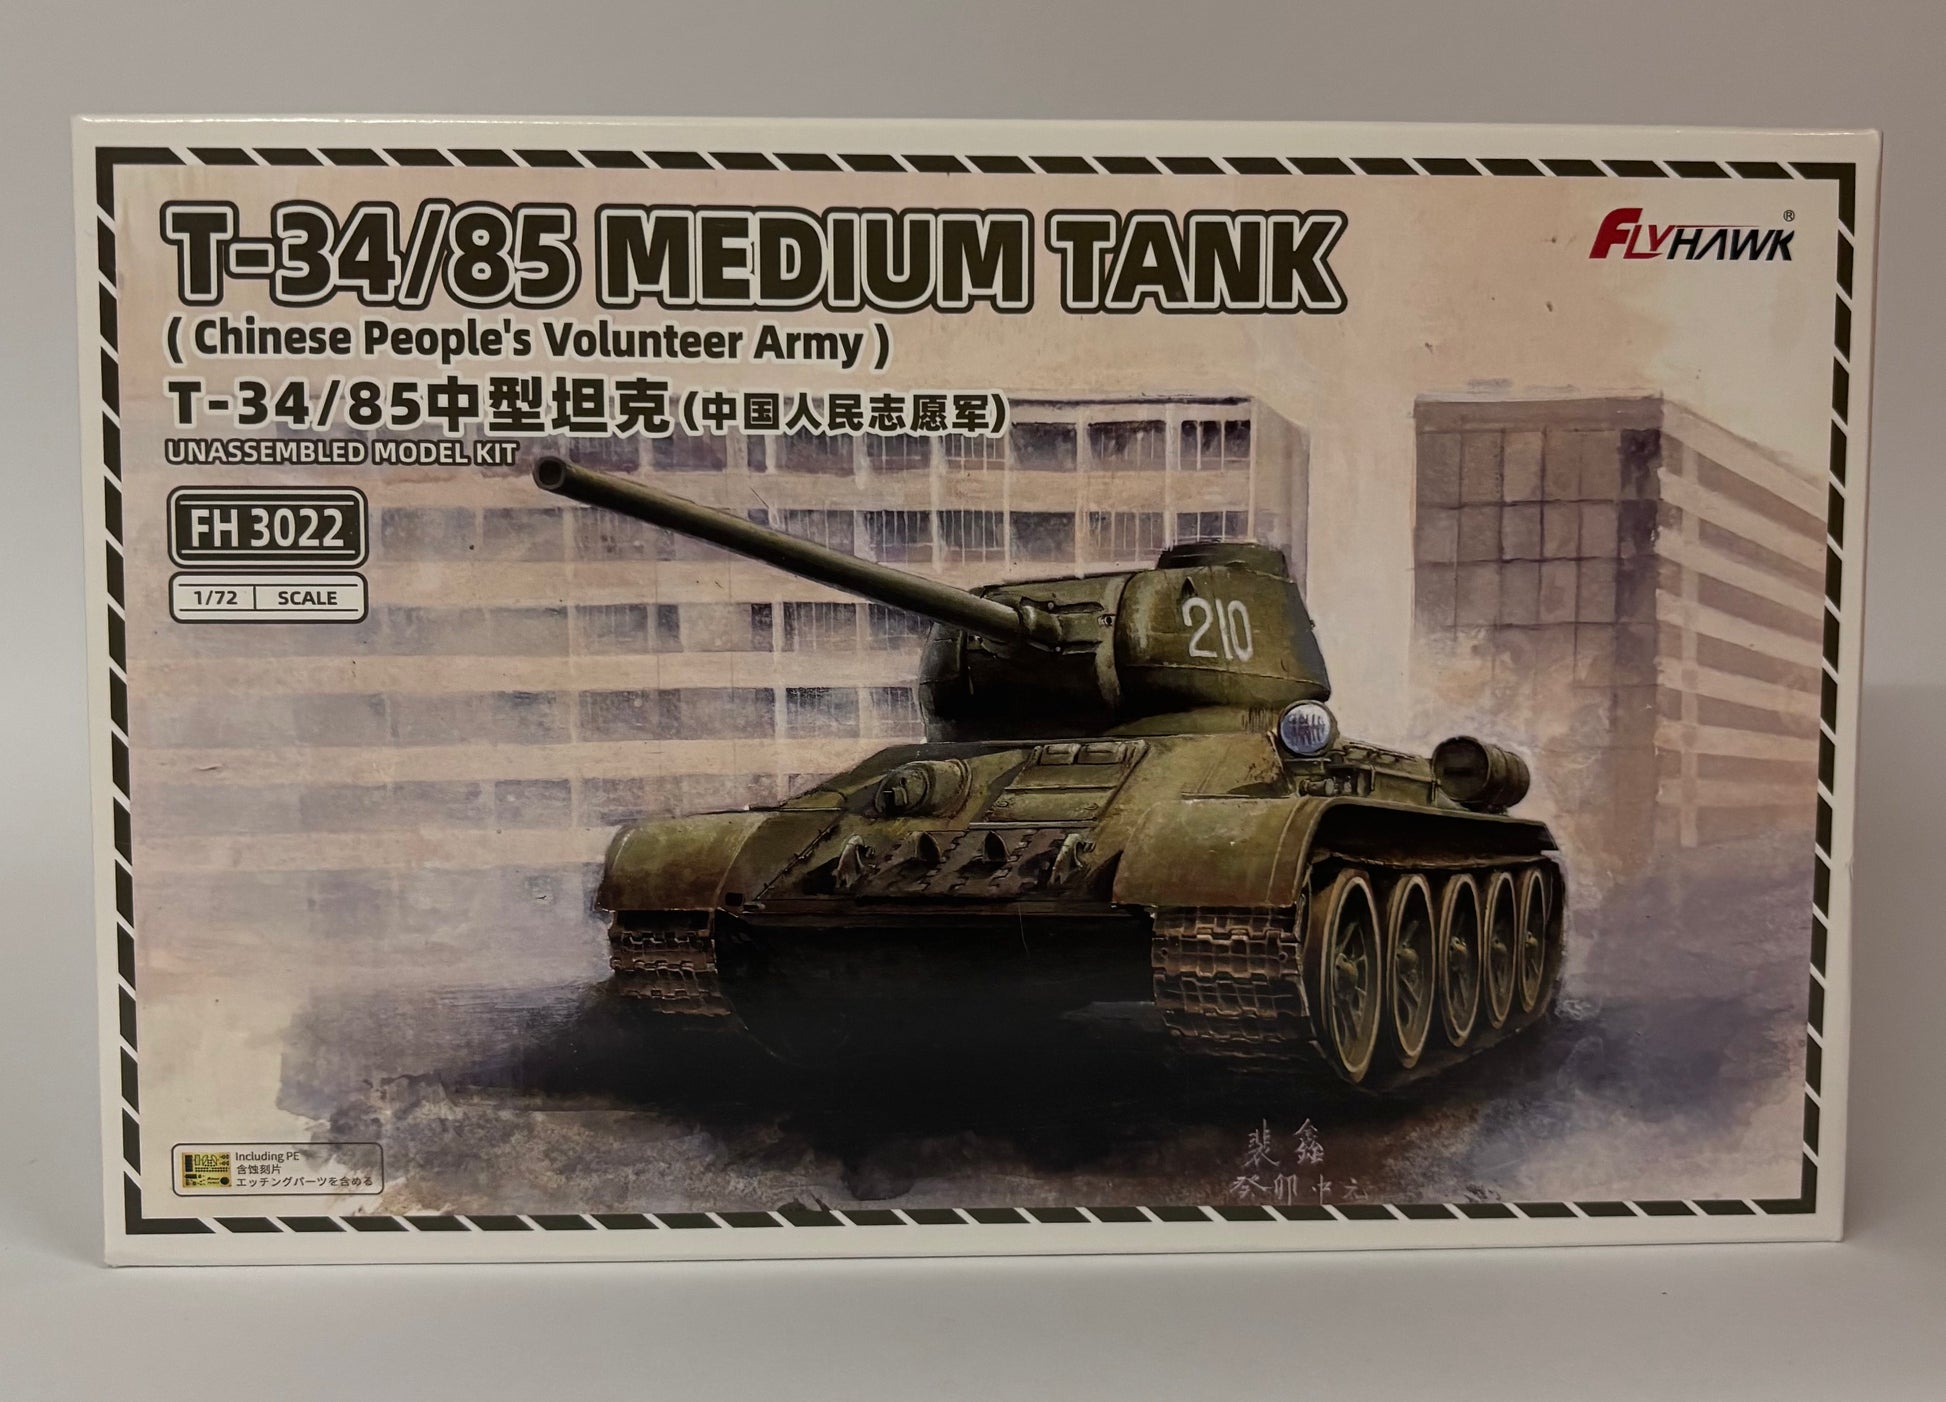 T-34/85 MEDIUM TANK
( Chinese People's Volunteer Army )
T-34/85中型坦克(中国人民志愿军)
UNASSEMBLED MODEL KIT
FH 3022
1/72 SCALE
FLYHAWK®
210
Including PE
含蚀刻片
エッチングパーツを含める
裴鑫
癸卯中元